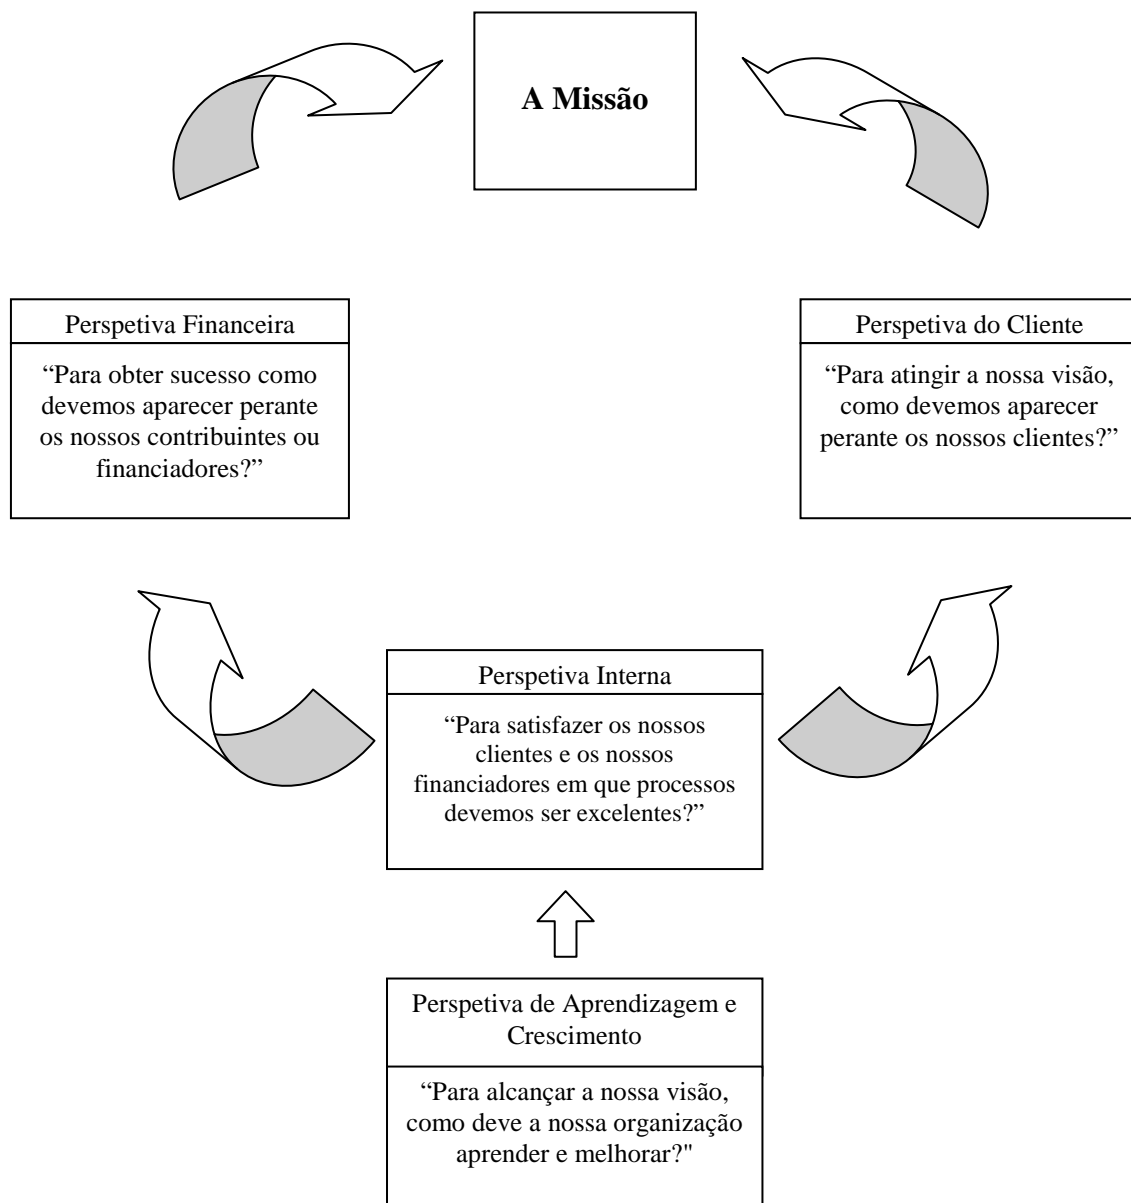 A Missão
Perspetiva Financeira
“Para obter sucesso como
devemos aparecer perante
os nossos contribuintes ou
financiadores?”
Perspetiva do Cliente
“Para atingir a nossa visão,
como devemos aparecer
perante os nossos clientes?”
Perspetiva Interna
“Para satisfazer os nossos
clientes e os nossos
financiadores em que processos
devemos ser excelentes?”
Perspetiva de Aprendizagem e
Crescimento
“Para alcançar a nossa visão,
como deve a nossa organização
aprender e melhorar?"